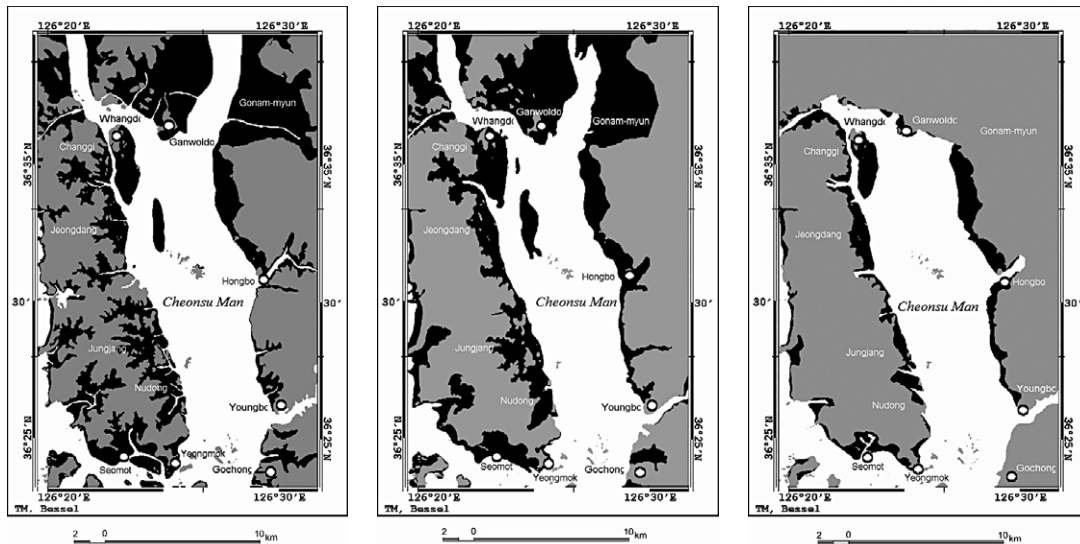 126°20'E 126°30'E
Gonam-myun
Whangdo
Ganwoldo
Changgi
36°35'N 36°35'N
Jeongdang
Hongbo
30' 30'
Cheonsu Man
Jungjang
Nudong
Youngbo
36°25'N 36°25'N
Yeongmok
Seomot
Gochong
126°20'E 126°30'E
TM, Bessel
2 0 10km
126°20'E 126°30'E
Ganwoldo
Whangdo
Gonam-myun
Changgi
36°35'N 36°35'N
Jeongdang
Hongbo
30' 30'
Cheonsu Man
Jungjang
Nudong
Youngbo
36°25'N 36°25'N
Seomot
Gochong
Yeongmok
126°20'E 126°30'E
TM, Bessel
2 0 10km
126°20'E 126°30'E
Whangdo
Ganwoldo
Gonam-myun
Changgi
36°35'N 36°35'N
Jeongdang
Hongbo
30' 30'
Cheonsu Man
Jungjang
Youngbo
Nudong
36°25'N 36°25'N
Seomot
Gochong
Yeongmok
126°20'E 126°30'E
TM, Bessel
2 0 10km